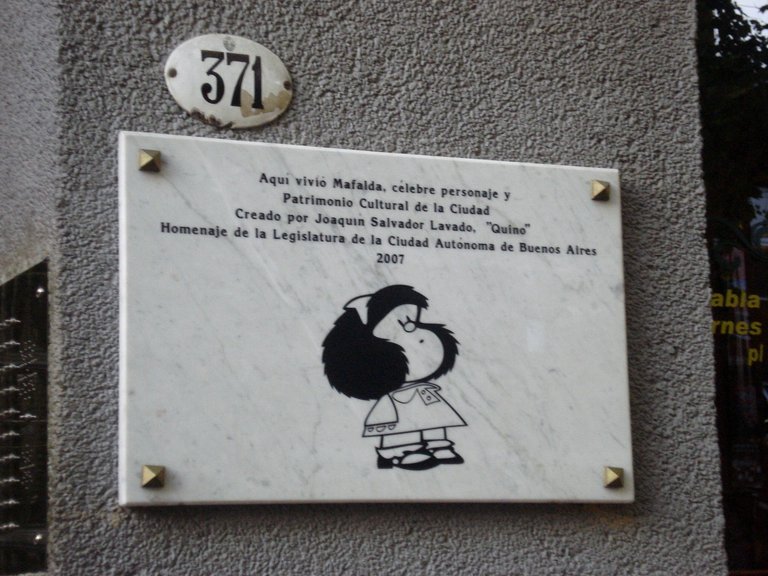 371
Aquí vivió Mafalda, célebre personaje y
Patrimonio Cultural de la Ciudad
Creado por Joaquín Salvador Lavado, "Quino"
Homenaje de la Legislatura de la Ciudad Autónoma de Buenos Aires
2007
abla
rnes
pl